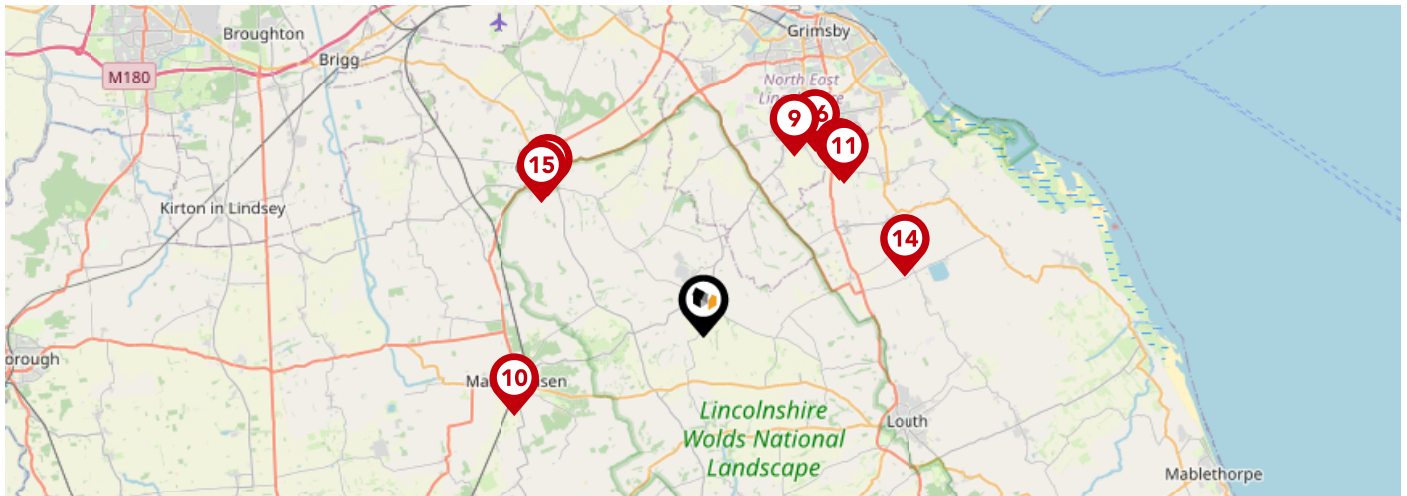 Broughton
Grimsby
Brigg
M180
North East
9
6
11
15
Kirton in Lindsey
14
orough
10
Lincolnshire
Wolds National
Landscape
Louth
Mablethorpe